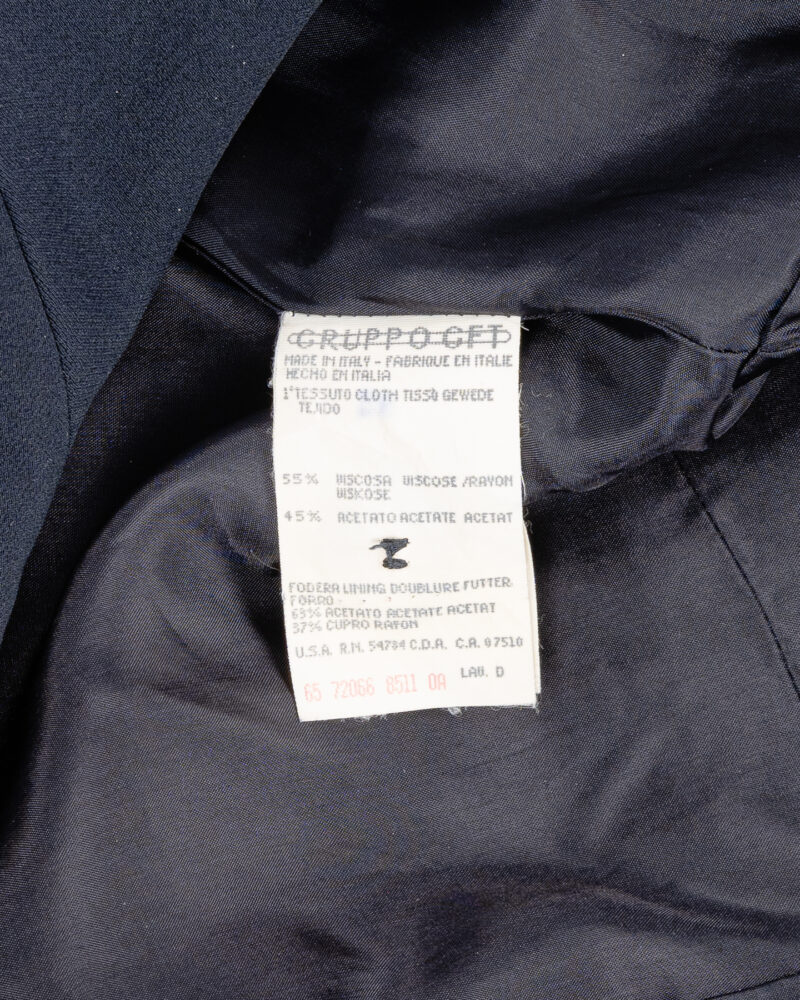 GRUPPO GFT
MADE IN ITALY - FABRIQUE EN ITALIE
HECHO EN ITALIA
1°TESSUTO CLOTH TISSU GEWEDE
TEJIDO
55% VISCOSA VISCOSE/RAYON
VISKOSE
45% ACETATO ACETATE ACETAT
FODERA LINING DOUBLURE FUTTER
FORRO
63% ACETATO ACETATE ACETAT
37% CUPRO RAYON
U.S.A. R.N. 54734 C.D.A. C.A. 07510
LAV. D
65 72066 8511 0A